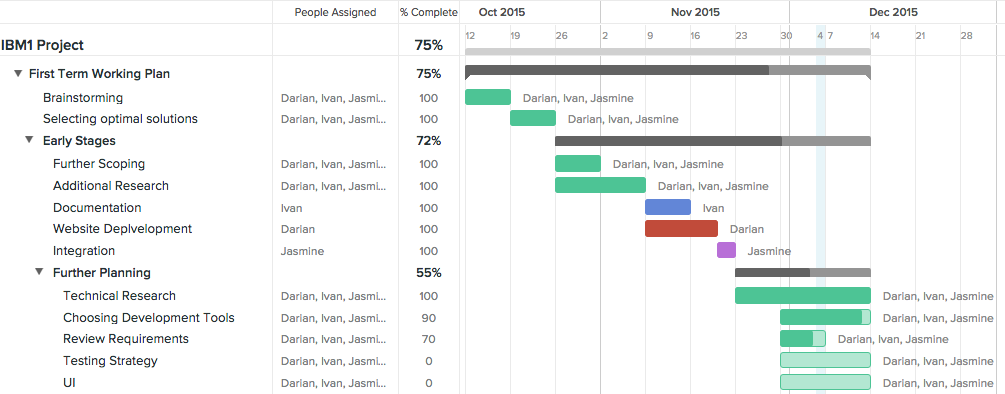 People Assigned % Complete Oct 2015 Nov 2015 Dec 2015
12 19 26 2 9 16 23 30 4 7 14 21 28
IBM1 Project 75%
First Term Working Plan 75%
Brainstorming Darian, Ivan, Jasmi... 100 Darian, Ivan, Jasmine
Selecting optimal solutions Darian, Ivan, Jasmi... 100 Darian, Ivan, Jasmine
Early Stages 72%
Further Scoping Darian, Ivan, Jasmi... 100 Darian, Ivan, Jasmine
Additional Research Darian, Ivan, Jasmi... 100 Darian, Ivan, Jasmine
Documentation Ivan 100 Ivan
Website Deplvelopment Darian 100 Darian
Integration Jasmine 100 Jasmine
Further Planning 55%
Technical Research Darian, Ivan, Jasmi... 100 Darian, Ivan, Jasmine
Choosing Development Tools Darian, Ivan, Jasmi... 90 Darian, Ivan, Jasmine
Review Requirements Darian, Ivan, Jasmi... 70 Darian, Ivan, Jasmine
Testing Strategy Darian, Ivan, Jasmi... 0 Darian, Ivan, Jasmine
UI Darian, Ivan, Jasmi... 0 Darian, Ivan, Jasmine